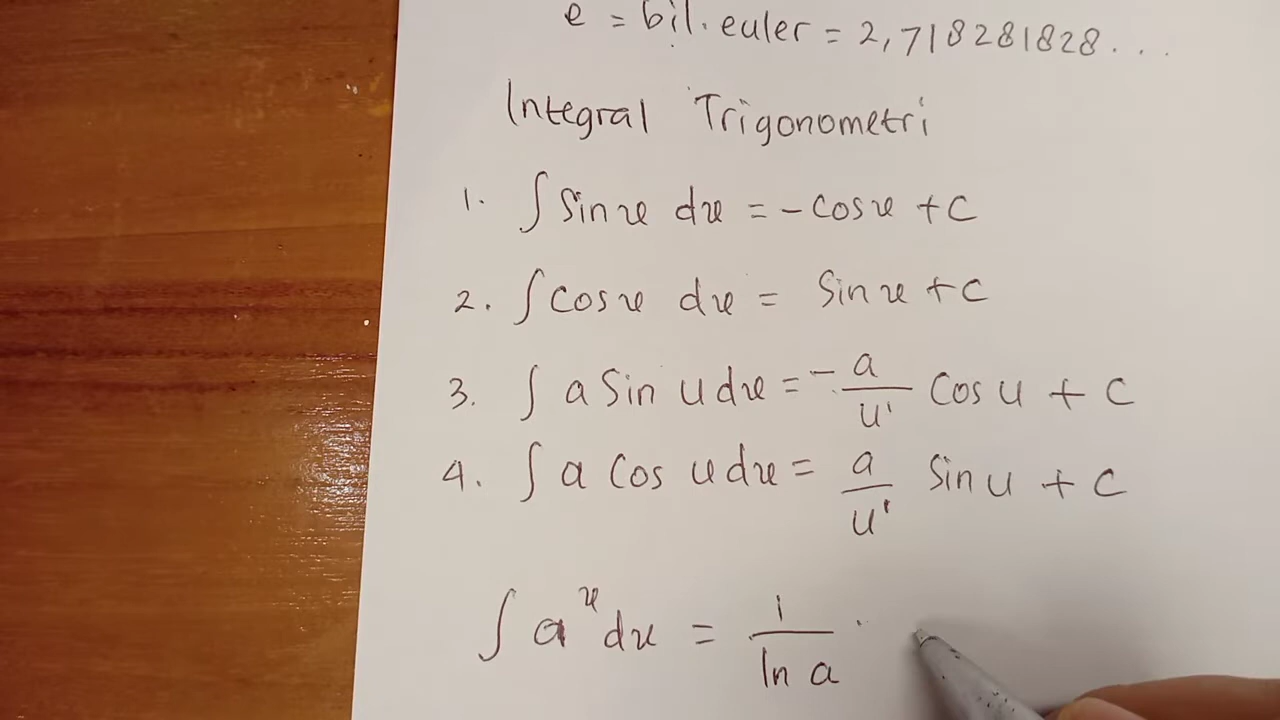 e = bil. euler = 2,718281828...
Integral Trigonometri
1. ∫ Sin x dx = - cos x + c
2. ∫ cos x dx = Sin x + c
3. ∫ a Sin u dx = - a/u' Cos u + c
4. ∫ a Cos u dx = a/u' Sin u + c
∫ a^x dx = 1/ln a ·